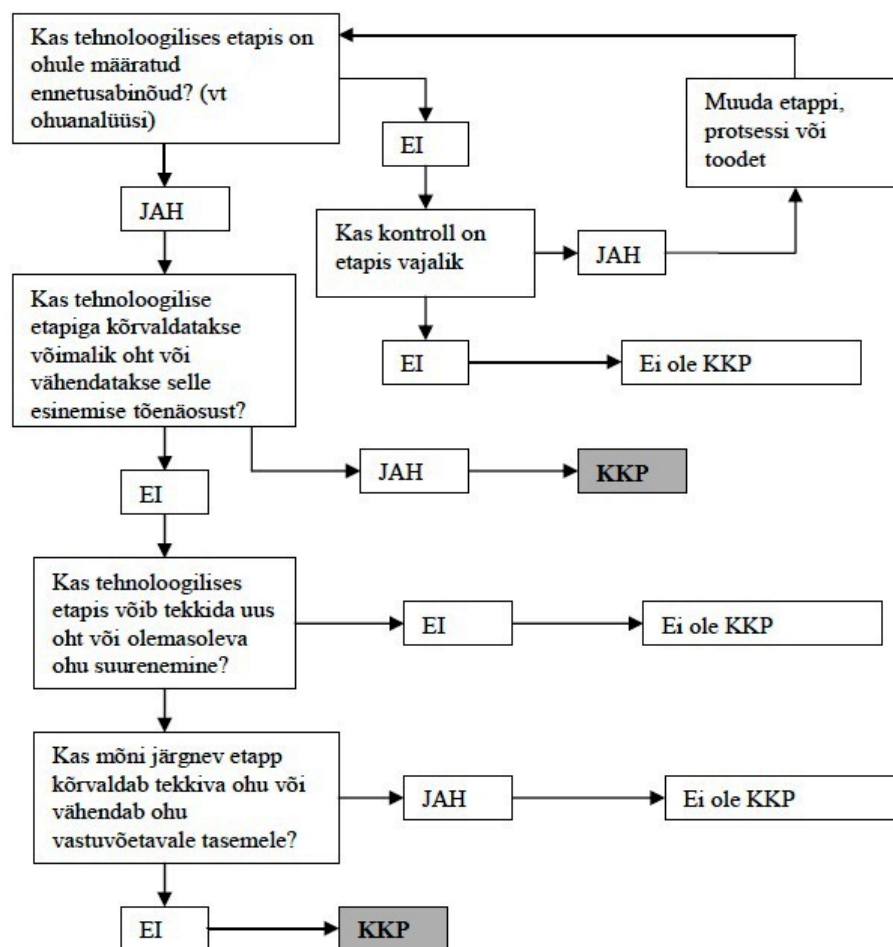 Kas tehnoloogilises etapis on
ohule määratud
ennetusabinõud? (vt
ohuanalüüsi)
EI
Muuda etappi,
protsessi või
toodet
JAH
Kas kontroll on
etapis vajalik
JAH
Kas tehnoloogilise
etapiga kõrvaldatakse
võimalik oht või
vähendatakse selle
esinemise tõenäosust?
EI
Ei ole KKP
JAH
KKP
EI
Kas tehnoloogilises
etapis võib tekkida uus
oht või olemasoleva
ohu suurenemine?
EI
Ei ole KKP
Kas mõni järgnev etapp
kõrvaldab tekkiva ohu või
vähendab ohu
vastuvõetavale tasemele?
JAH
Ei ole KKP
EI
KKP